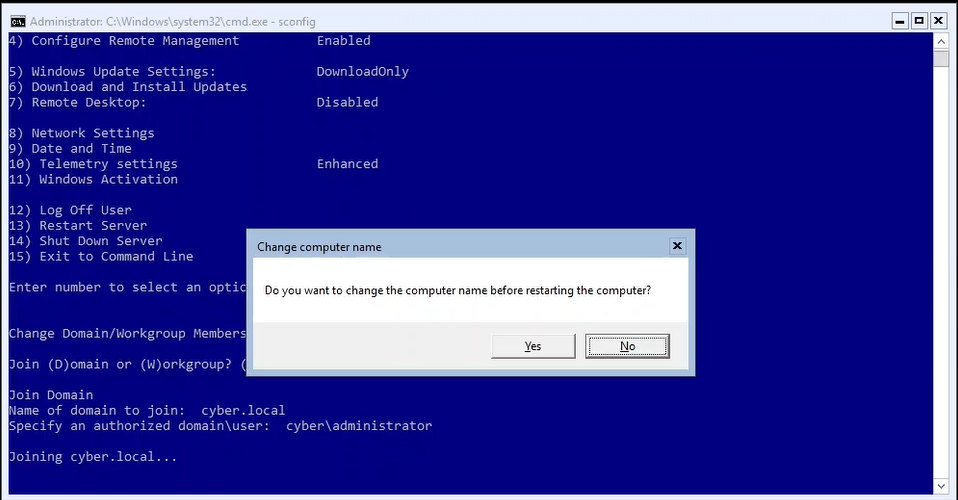 Administrator: C:\Windows\system32\cmd.exe - sconfig
4) Configure Remote Management Enabled
5) Windows Update Settings: DownloadOnly
6) Download and Install Updates
7) Remote Desktop: Disabled
8) Network Settings
9) Date and Time
10) Telemetry settings Enhanced
11) Windows Activation
12) Log Off User
13) Restart Server
14) Shut Down Server
15) Exit to Command Line
Enter number to select an optio
Change Domain/Workgroup Members
Join (D)omain or (W)orkgroup? (
Join Domain
Name of domain to join: cyber.local
Specify an authorized domain\user: cyber\administrator
Joining cyber.local...
Change computer name
Do you want to change the computer name before restarting the computer?
Yes No